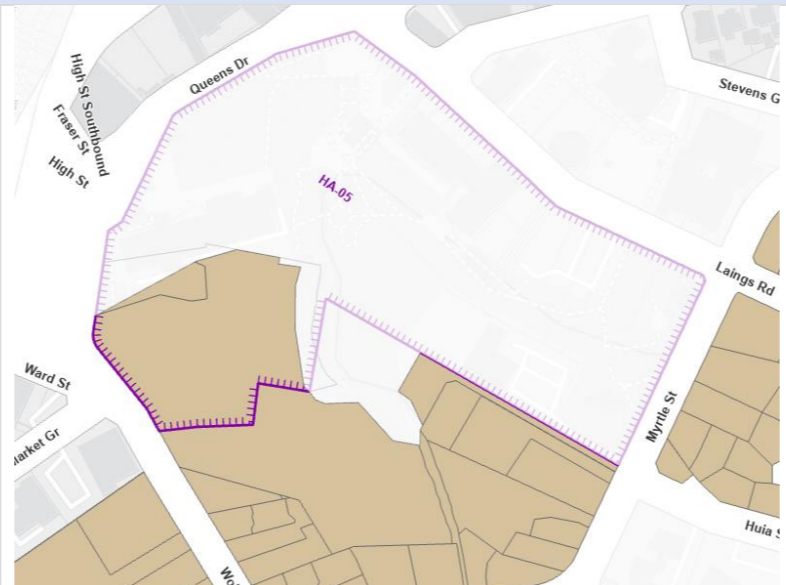 Queens Dr
High St Southbound
Fraser St
High St
Stevens G
HA-05
Laings Rd
Ward St
Myrtle St
Market Gr
Huia S
Wo